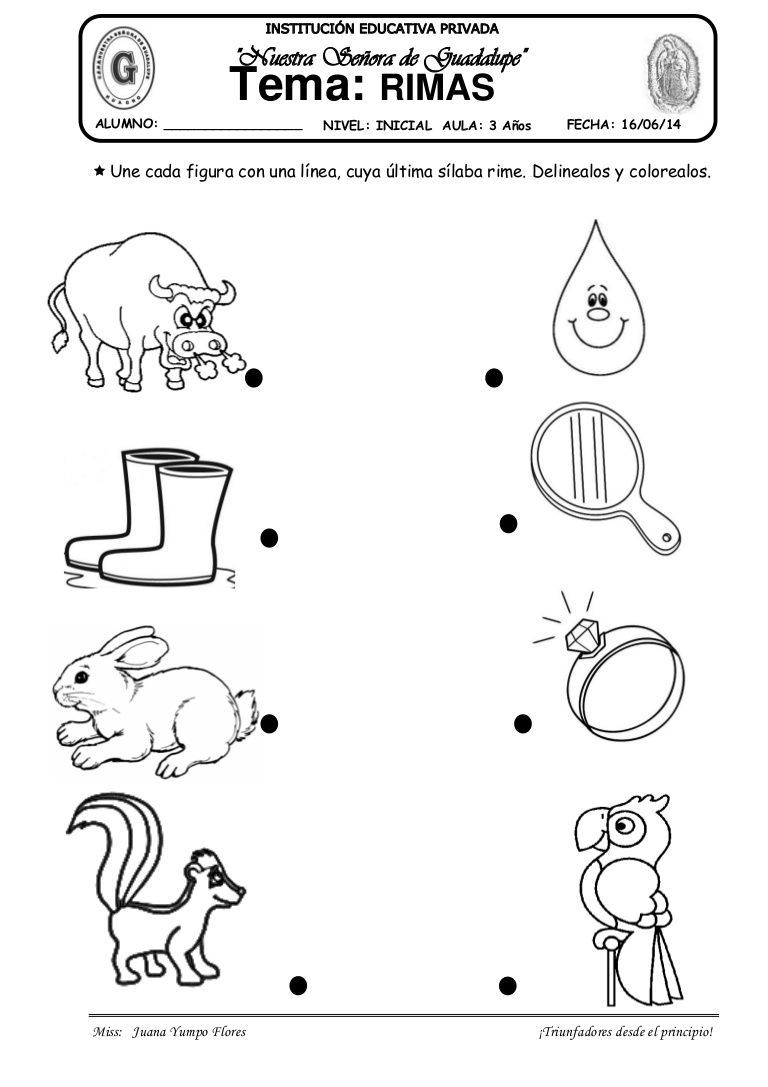 INSTITUCIÓN EDUCATIVA PRIVADA
"Nuestra Señora de Guadalupe"
Tema: RIMAS
G
ALUMNO: ___________________ NIVEL: INICIAL AULA: 3 Años FECHA: 16/06/14
★ Une cada figura con una línea, cuya última sílaba rime. Delinealos y colorealos.
Miss: Juana Yumpo Flores ¡Triunfadores desde el principio!